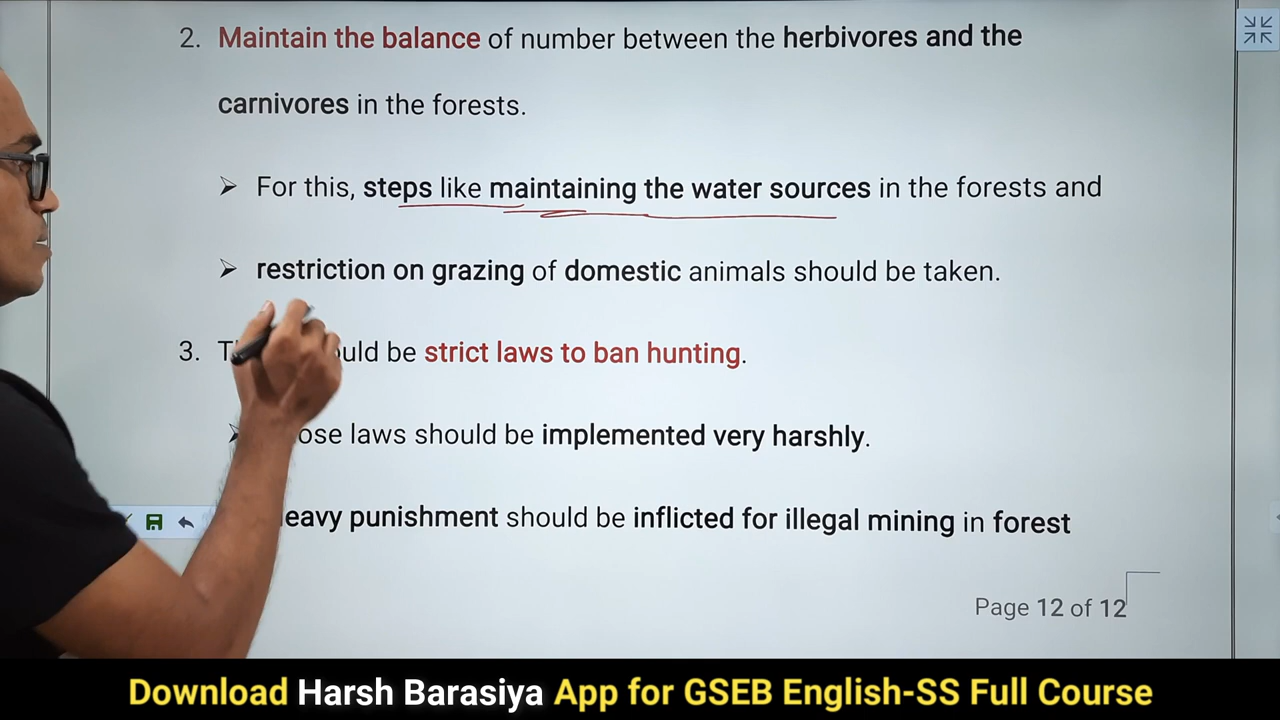 2. Maintain the balance of number between the herbivores and the
carnivores in the forests.
➤ For this, steps like maintaining the water sources in the forests and
➤ restriction on grazing of domestic animals should be taken.
3. be strict laws to ban hunting.
laws should be implemented very harshly.
punishment should be inflicted for illegal mining in forest
Page 12 of 12
Download Harsh Barasiya App for GSEB English-SS Full Course